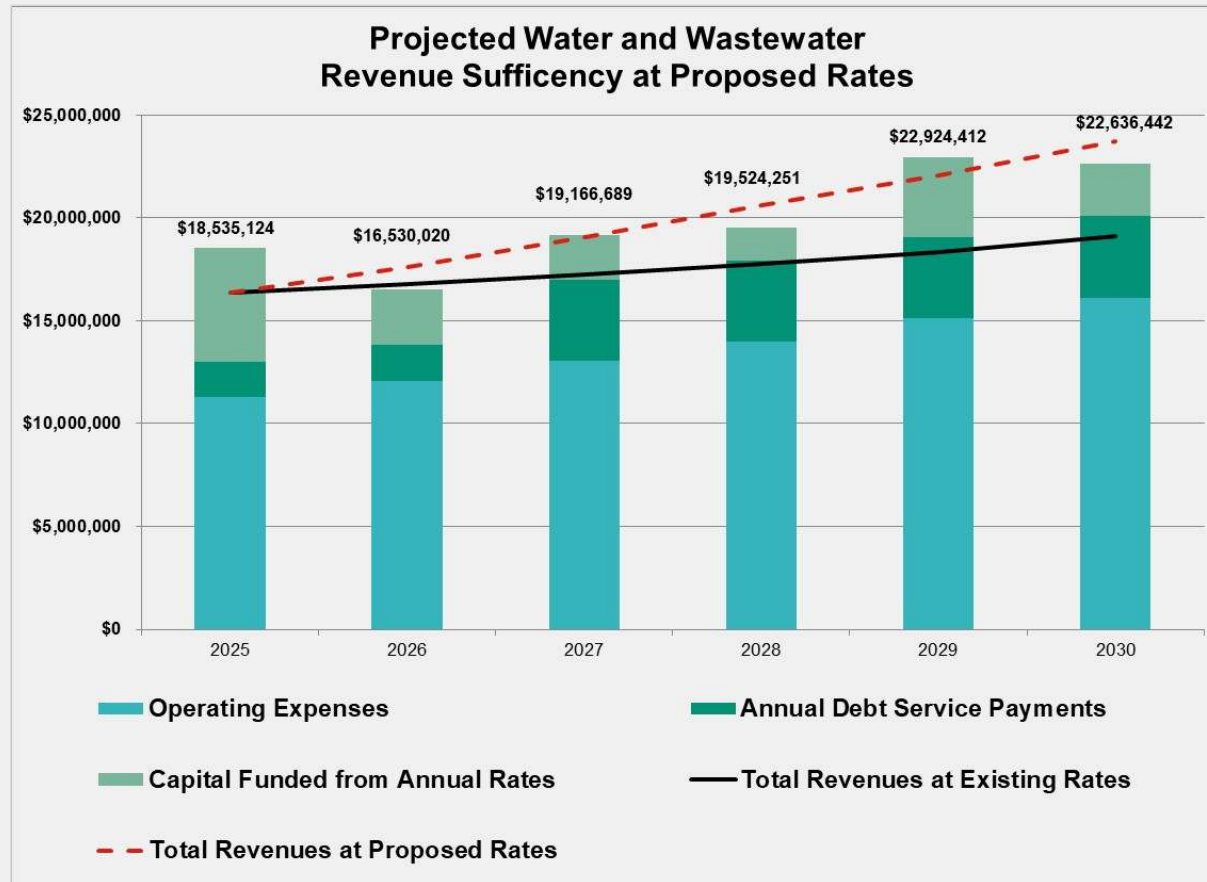 Projected Water and Wastewater
Revenue Sufficency at Proposed Rates
$25,000,000
$20,000,000
$15,000,000
$10,000,000
$5,000,000
$0
$18,535,124
$16,530,020
$19,166,689
$19,524,251
$22,924,412
$22,636,442
2025
2026
2027
2028
2029
2030
Operating Expenses
Annual Debt Service Payments
Capital Funded from Annual Rates
Total Revenues at Existing Rates
Total Revenues at Proposed Rates